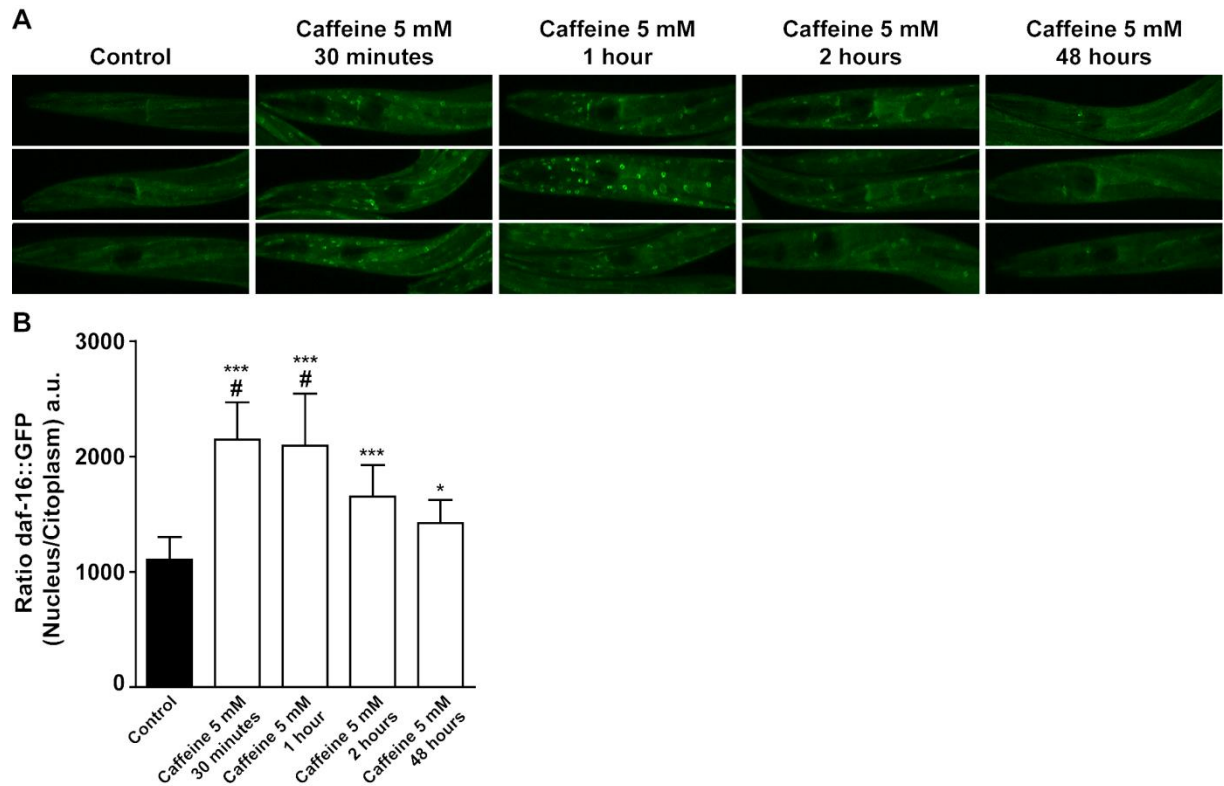 A
Control
Caffeine 5 mM
30 minutes
Caffeine 5 mM
1 hour
Caffeine 5 mM
2 hours
Caffeine 5 mM
48 hours
B
Ratio daf-16::GFP
(Nucleus/Citoplasm) a.u.
3000
2000
1000
0
***
#
***
#
***
*
Control
Caffeine 5 mM
30 minutes
Caffeine 5 mM
1 hour
Caffeine 5 mM
2 hours
Caffeine 5 mM
48 hours